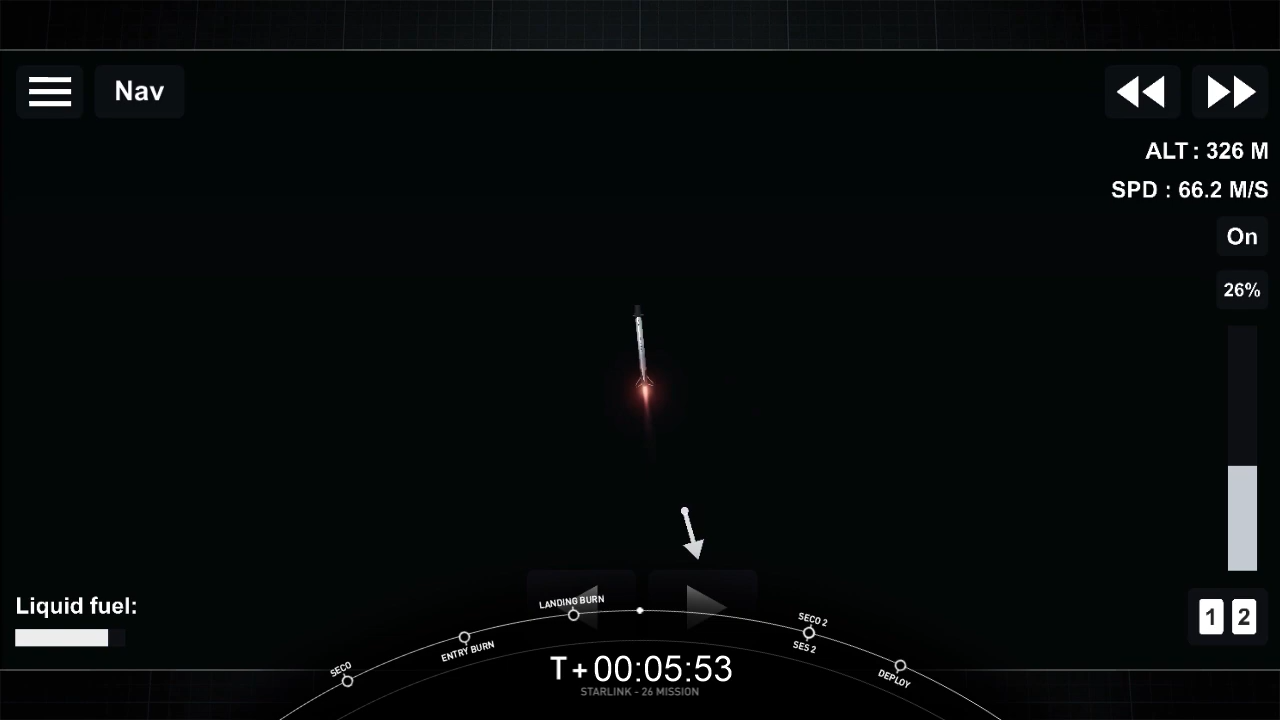 Nav
ALT : 326 M
SPD : 66.2 M/S
On
26%
Liquid fuel:
1 2
SECO
ENTRY BURN
LANDING BURN
SECO 2
SES 2
DEPLOY
T+00:05:53
STARLINK - 26 MISSION